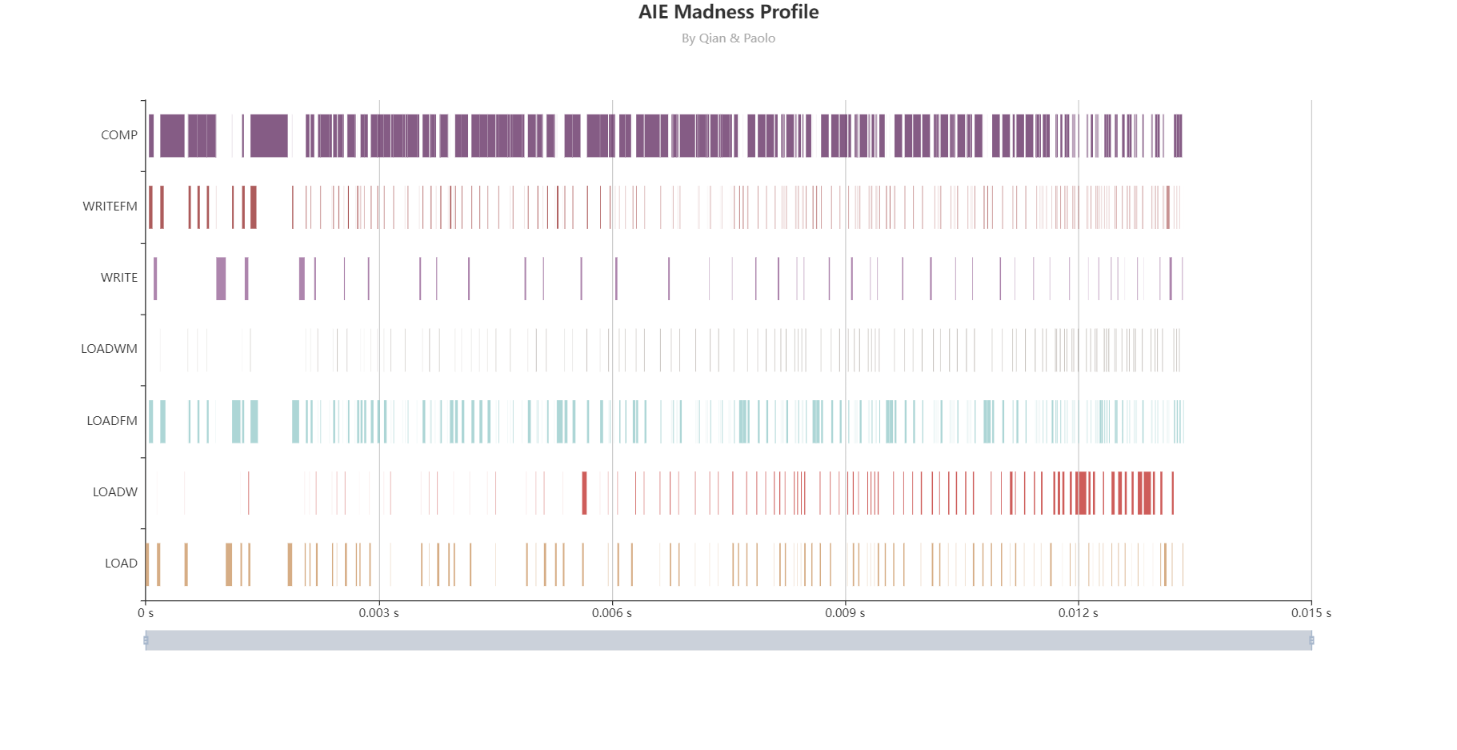 AIE Madness Profile
By Qian & Paolo
COMP
WRITEFM
WRITE
LOADWM
LOADFM
LOADW
LOAD
0 s 0.003 s 0.006 s 0.009 s 0.012 s 0.015 s